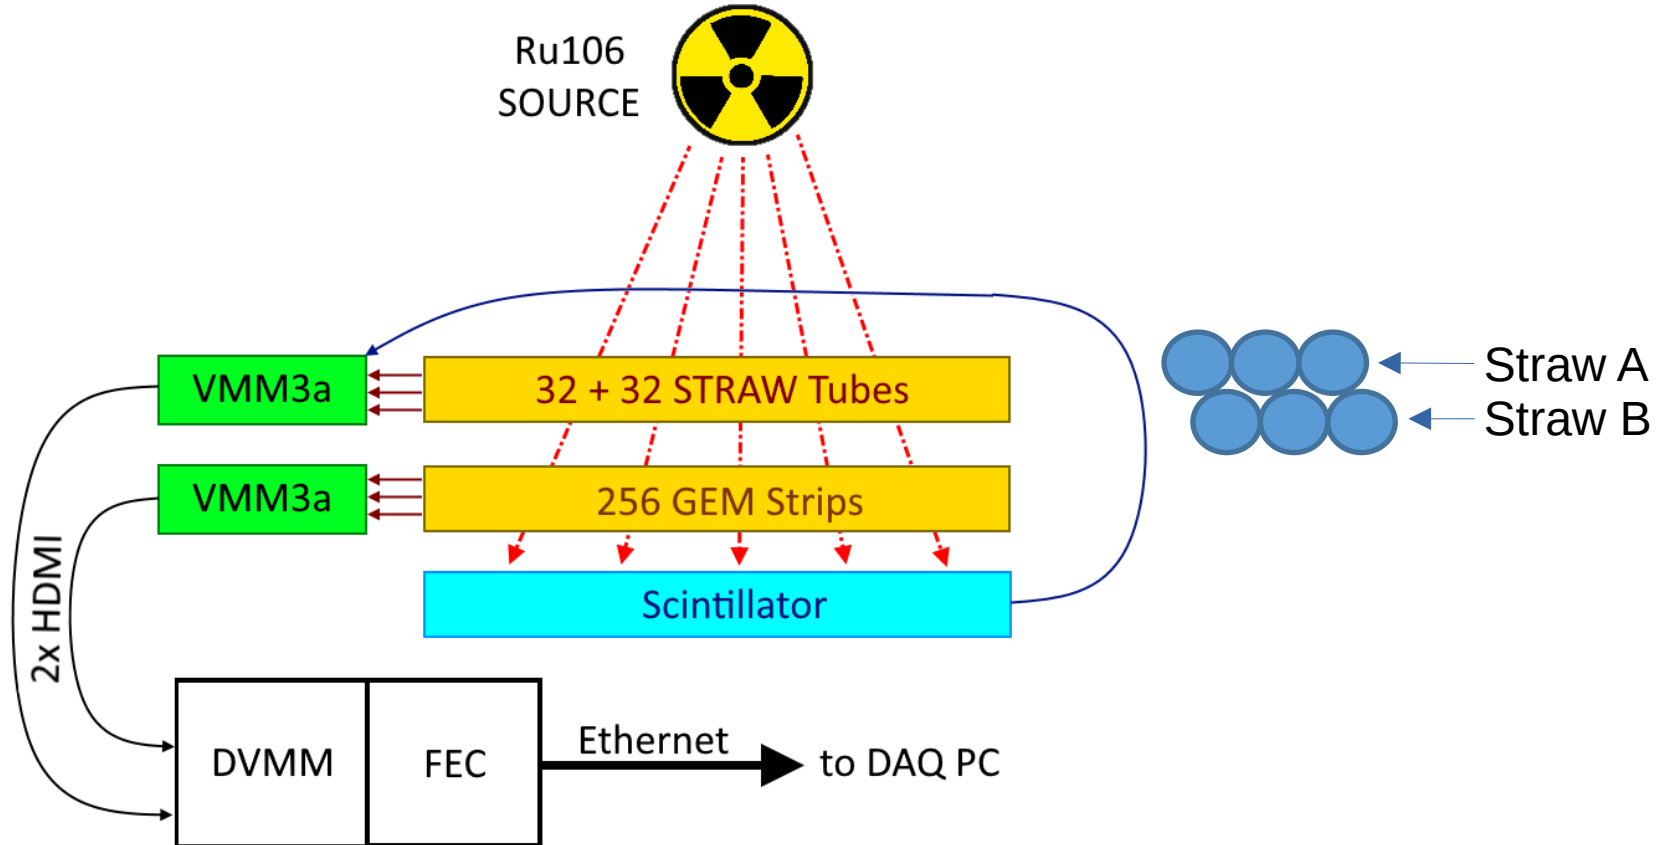 Ru106
SOURCE
VMM3a
32 + 32 STRAW Tubes
Straw A
Straw B
VMM3a
256 GEM Strips
Scintillator
2x HDMI
DVMM
FEC
Ethernet
to DAQ PC